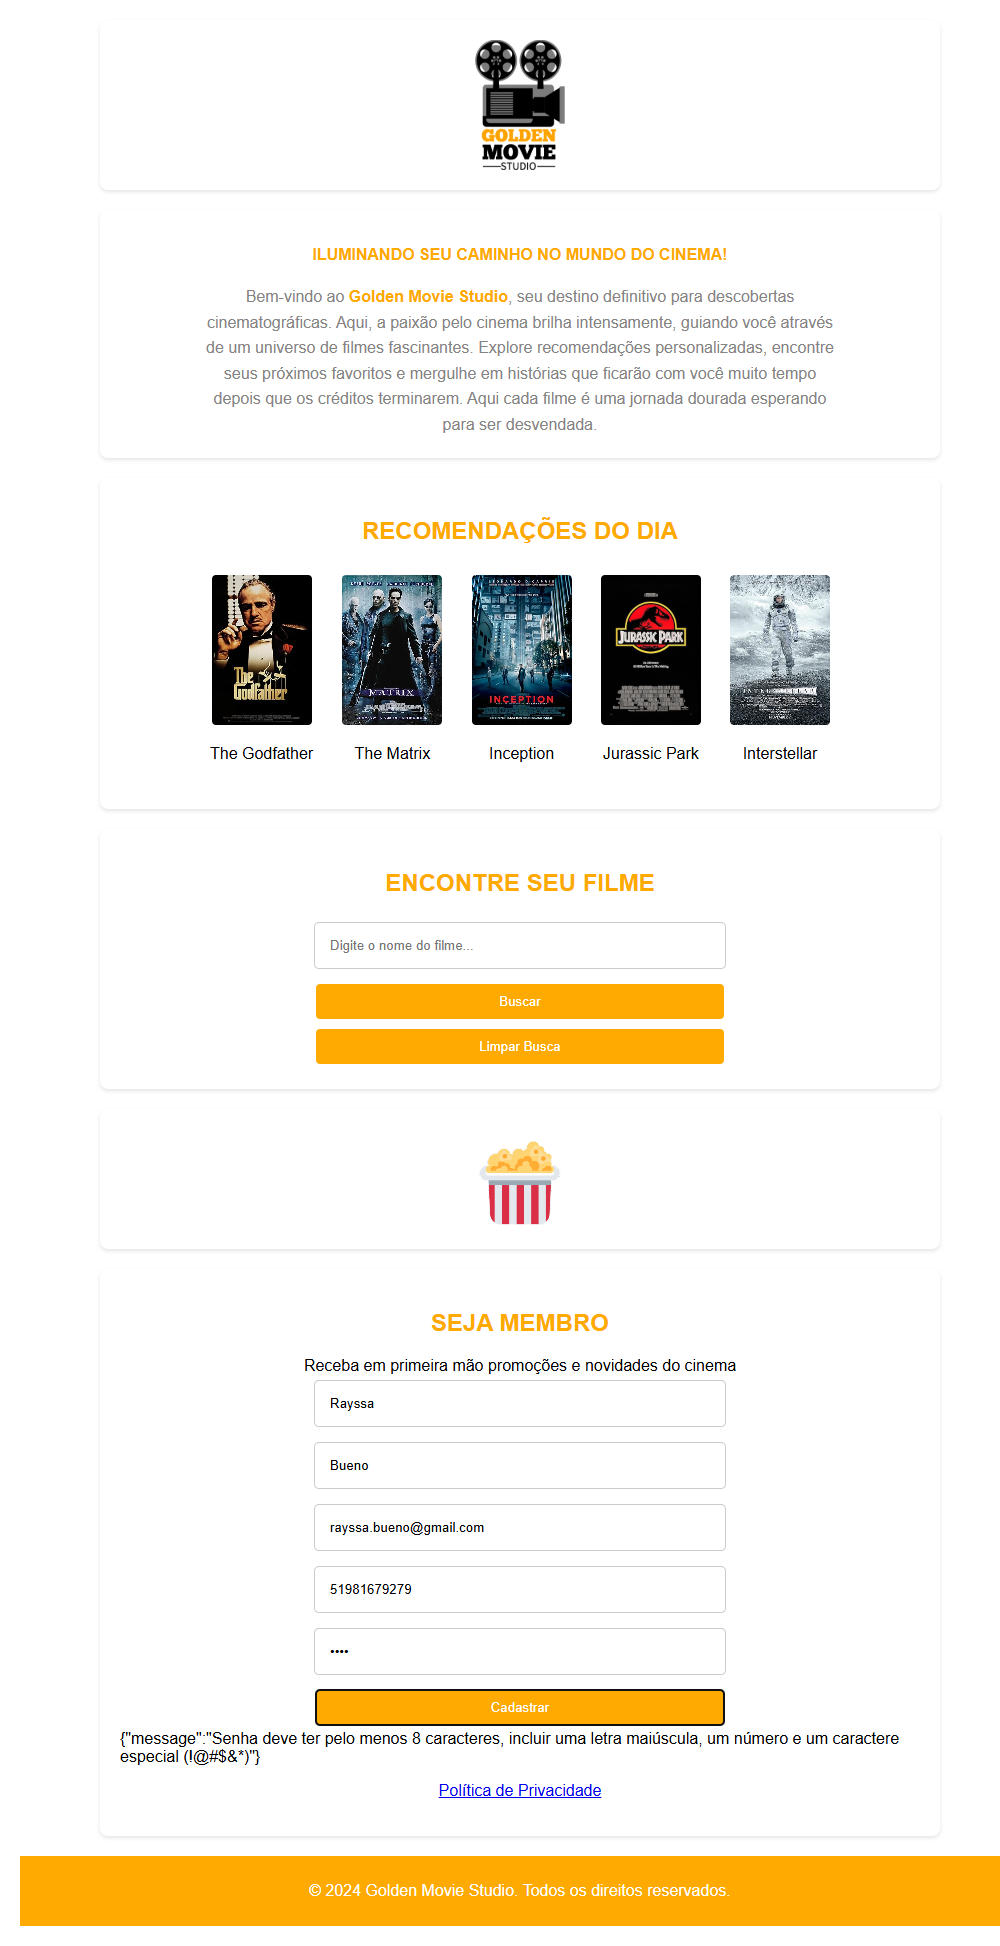 GOLDEN
MOVIE
STUDIO
ILUMINANDO SEU CAMINHO NO MUNDO DO CINEMA!
Bem-vindo ao Golden Movie Studio, seu destino definitivo para descobertas
cinematográficas. Aqui, a paixão pelo cinema brilha intensamente, guiando você através
de um universo de filmes fascinantes. Explore recomendações personalizadas, encontre
seus próximos favoritos e mergulhe em histórias que ficarão com você muito tempo
depois que os créditos terminarem. Aqui cada filme é uma jornada dourada esperando
para ser desvendada.
RECOMENDAÇÕES DO DIA
The
Godfather
MATRIX
INCEPTION
JURASSIC PARK
INTERSTELLAR
The Godfather
The Matrix
Inception
Jurassic Park
Interstellar
ENCONTRE SEU FILME
Digite o nome do filme...
Buscar
Limpar Busca
SEJA MEMBRO
Receba em primeira mão promoções e novidades do cinema
Rayssa
Bueno
rayssa.bueno@gmail.com
51981679279
••••
Cadastrar
{"message":"Senha deve ter pelo menos 8 caracteres, incluir uma letra maiúscula, um número e um caractere
especial (!@#$&*)"}
Política de Privacidade
© 2024 Golden Movie Studio. Todos os direitos reservados.